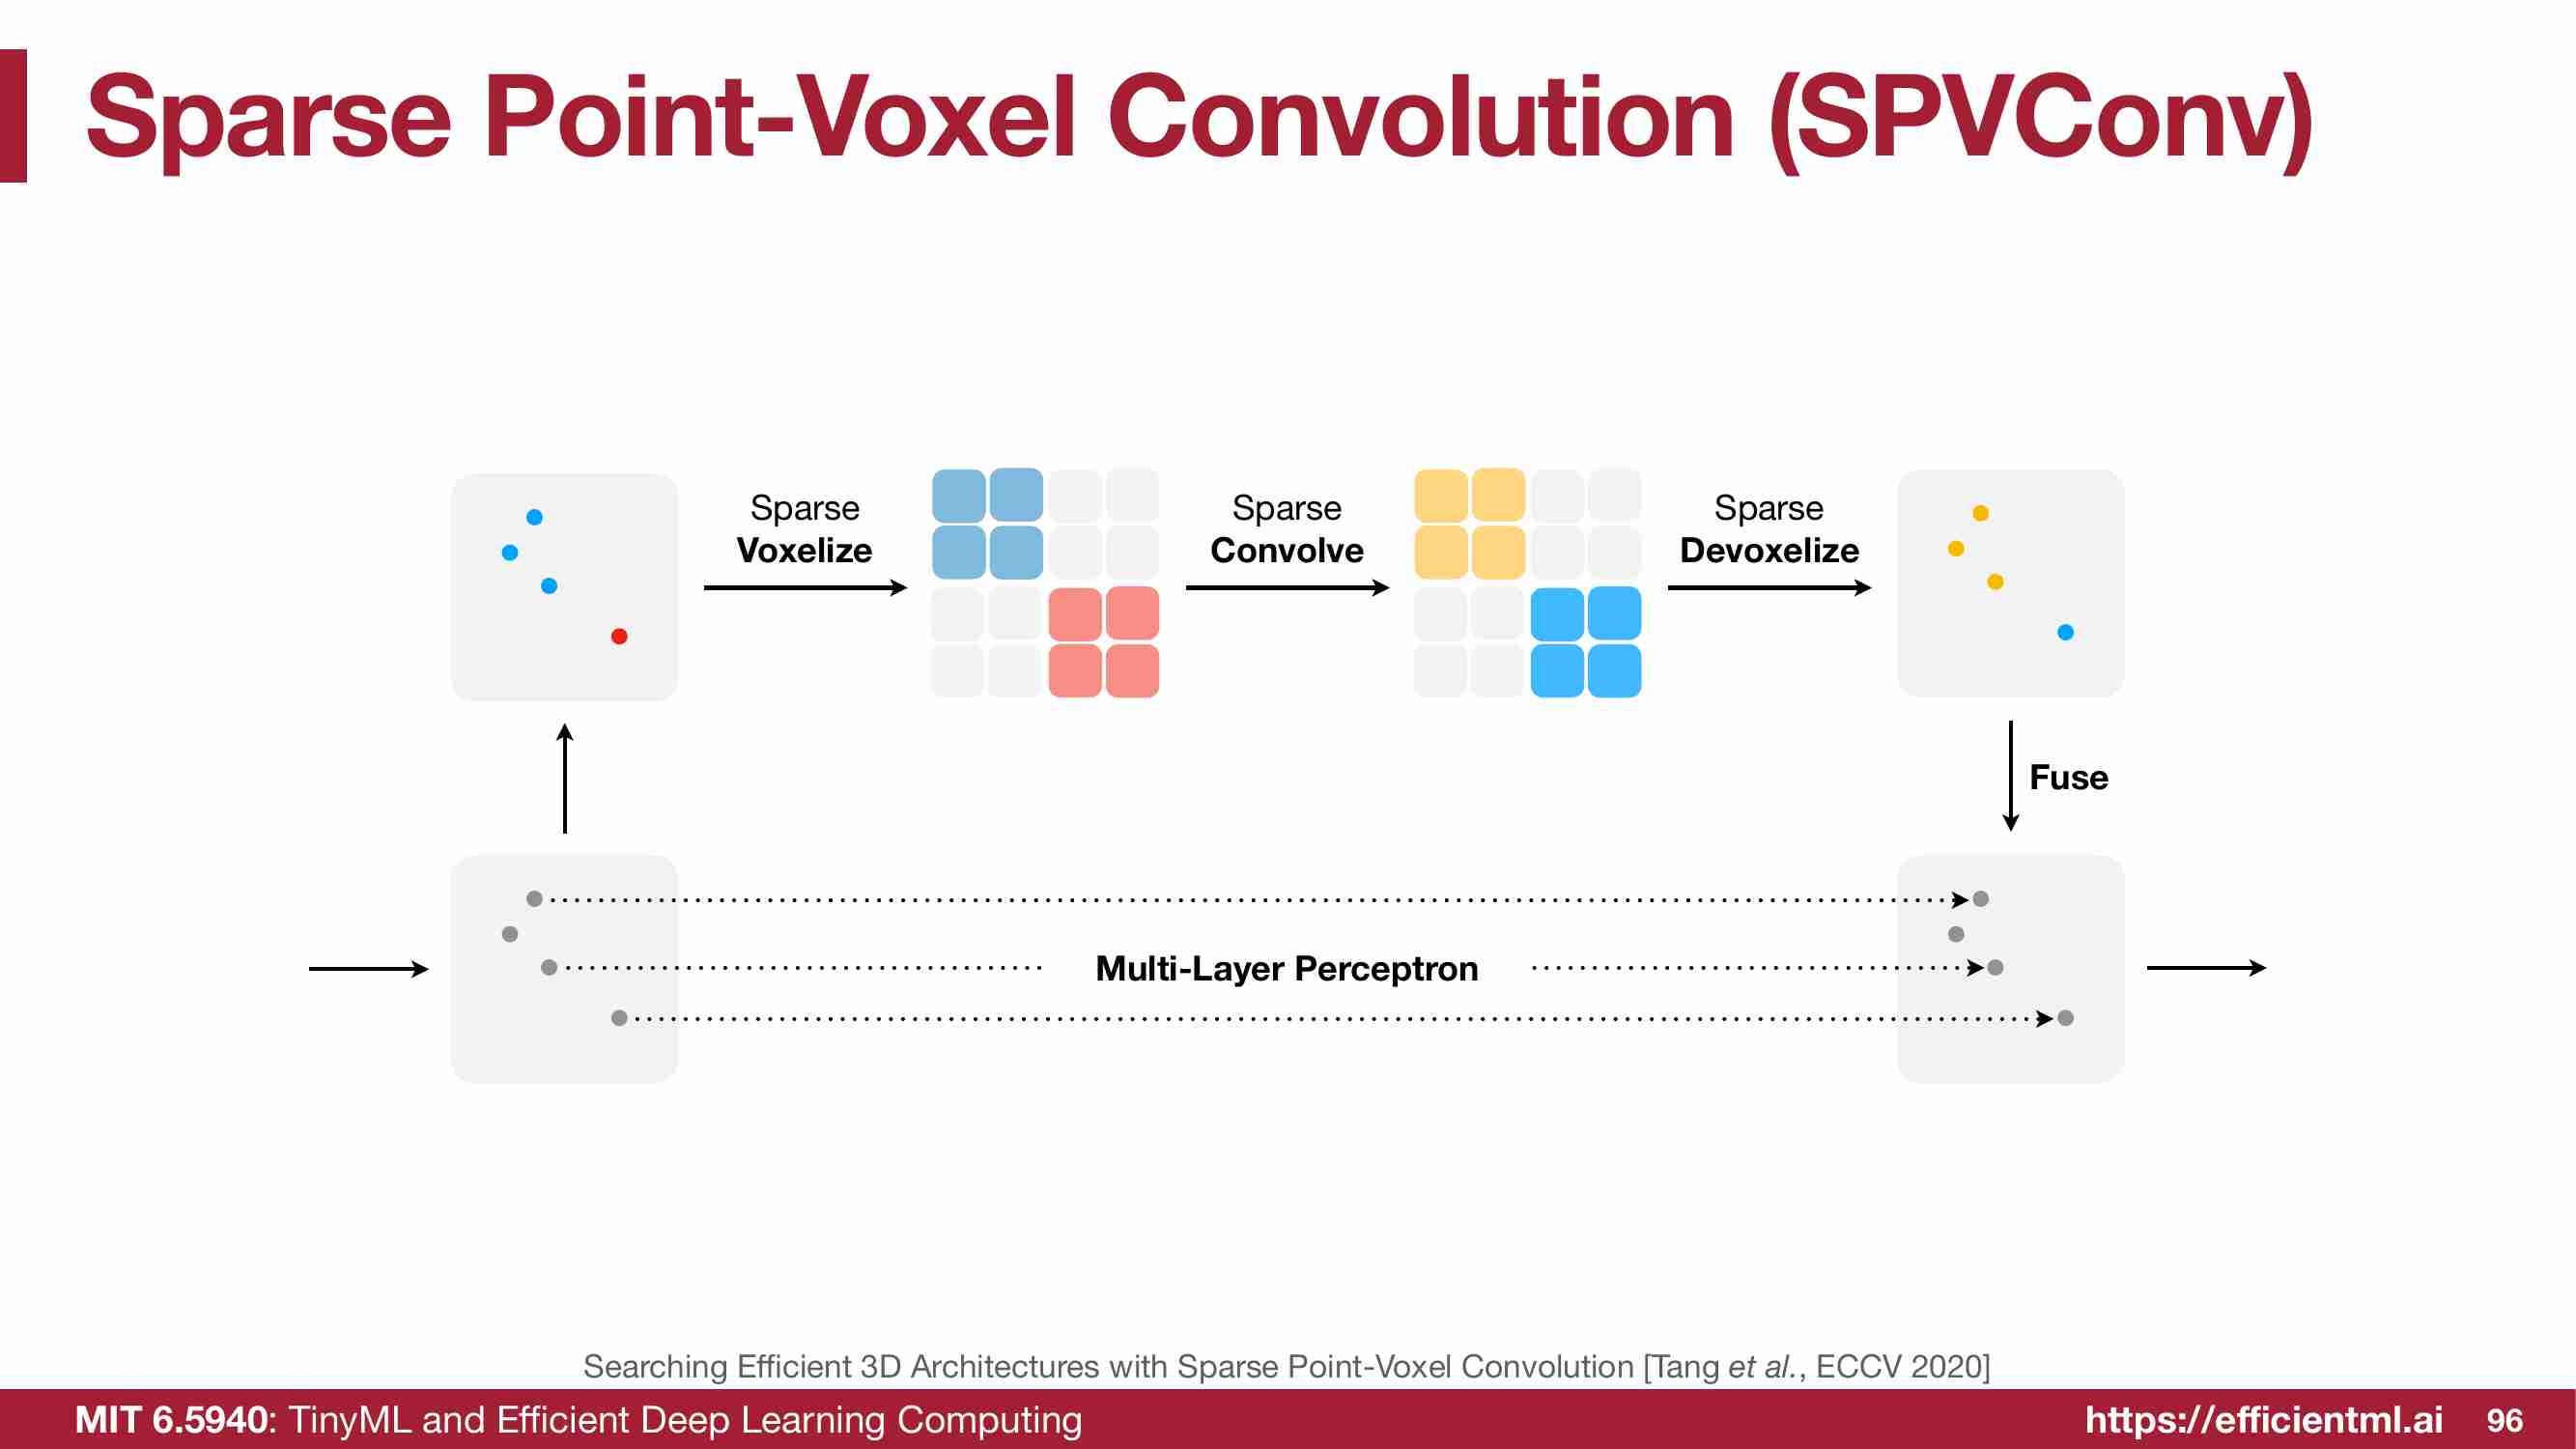 Sparse Point-Voxel Convolution (SPVConv)
Sparse
Voxelize
Sparse
Convolve
Sparse
Devoxelize
Fuse
Multi-Layer Perceptron
Searching Efficient 3D Architectures with Sparse Point-Voxel Convolution [Tang et al., ECCV 2020]
MIT 6.5940: TinyML and Efficient Deep Learning Computing
https://efficientml.ai 96